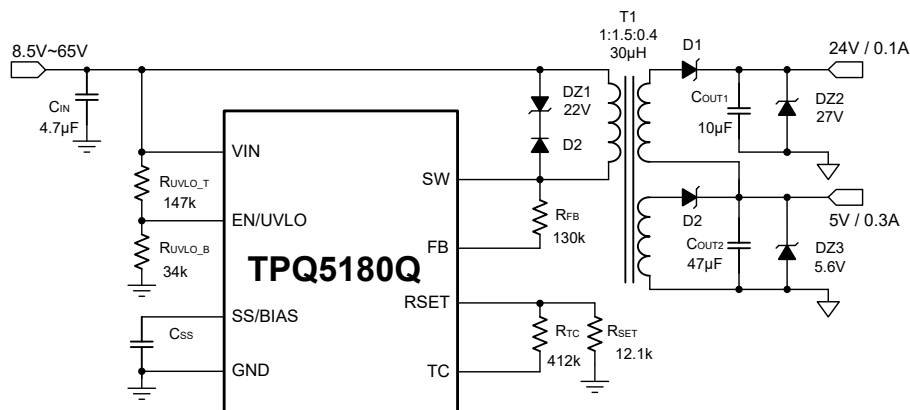 T1
1:1.5:0.4
30µH
8.5V~65V
D1
24V / 0.1A
CIN
4.7µF
DZ1
22V
COUT1
10µF
DZ2
27V
VIN
D2
SW
RUVLO_T
147k
EN/UVLO
RFB
130k
D2
5V / 0.3A
RUVLO_B
34k
FB
COUT2
47µF
DZ3
5.6V
TPQ5180Q
RSET
SS/BIAS
CSS
RTC
412k
RSET
12.1k
GND
TC